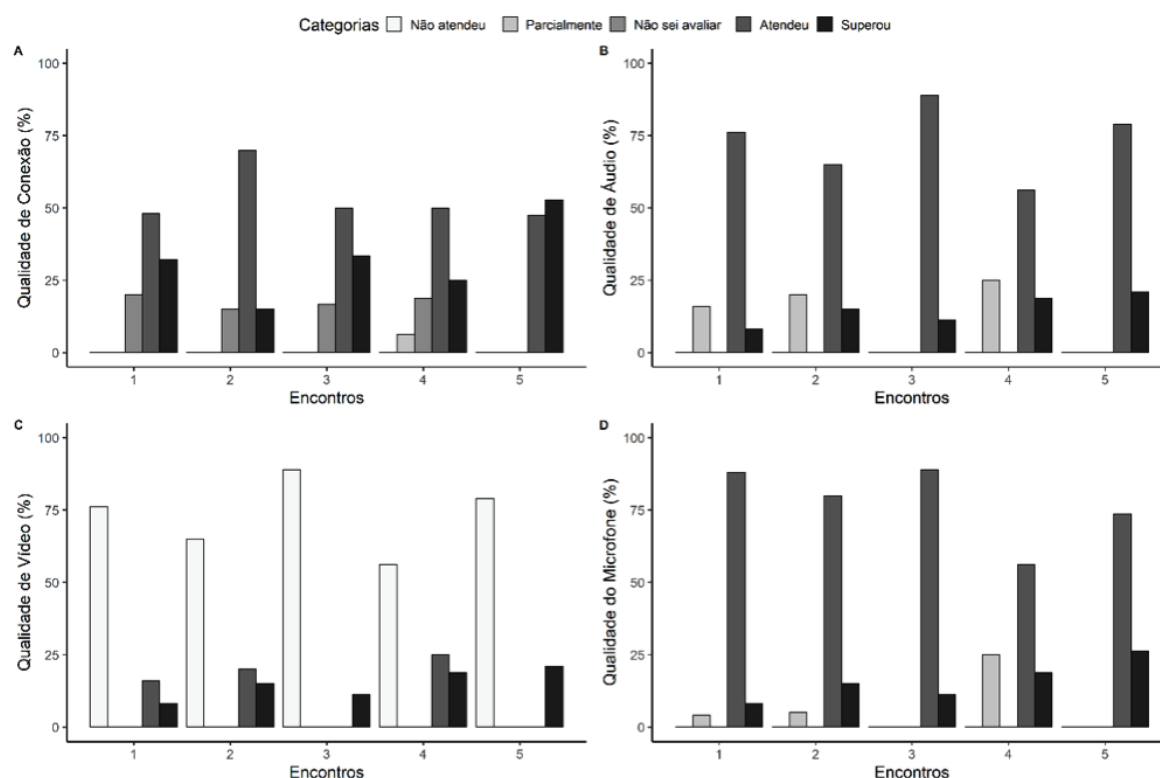 Categorias Não atendeu Parcialmente Não sei avaliar Atendeu Superou
A
Qualidade de Conexão (%)
100
75
50
25
0
1 2 3 4 5
Encontros
B
Qualidade de Áudio (%)
100
75
50
25
0
1 2 3 4 5
Encontros
C
Qualidade de Vídeo (%)
100
75
50
25
0
1 2 3 4 5
Encontros
D
Qualidade do Microfone (%)
100
75
50
25
0
1 2 3 4 5
Encontros